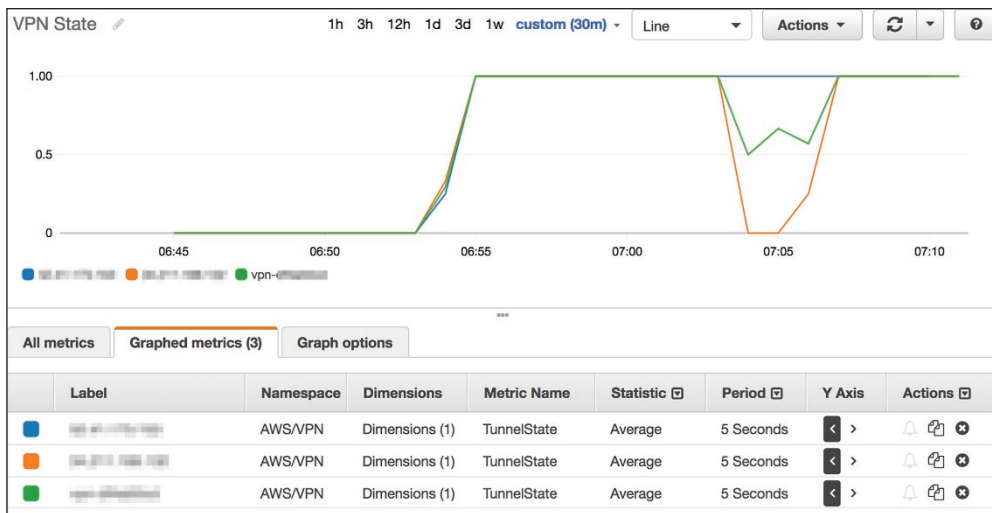 VPN State 1h 3h 12h 1d 3d 1w custom (30m) Line Actions
1.00
0.5
0
06:45 06:50 06:55 07:00 07:05 07:10
vpn-
All metrics Graphed metrics (3) Graph options
Label Namespace Dimensions Metric Name Statistic Period Y Axis Actions
AWS/VPN Dimensions (1) TunnelState Average 5 Seconds < >
AWS/VPN Dimensions (1) TunnelState Average 5 Seconds < >
AWS/VPN Dimensions (1) TunnelState Average 5 Seconds < >